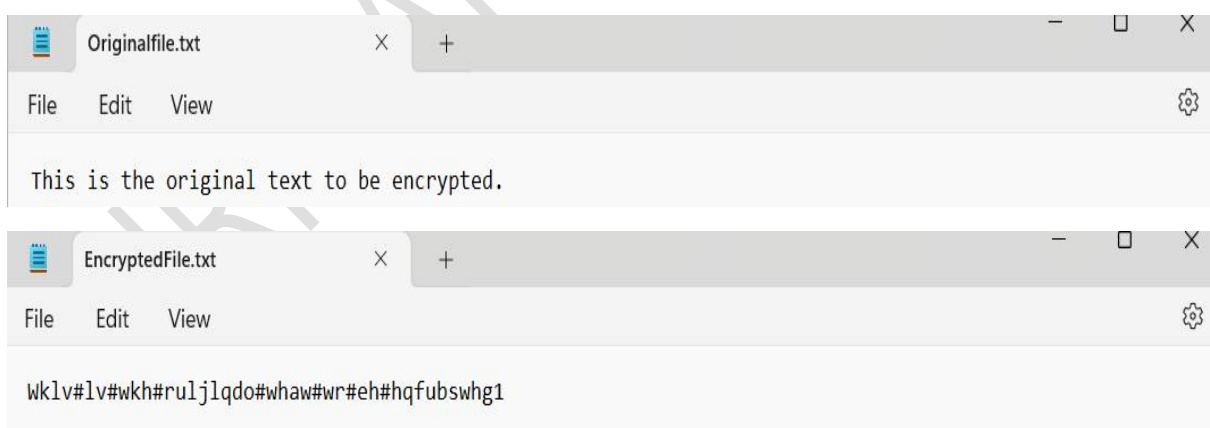 Originalfile.txt
File Edit View
This is the original text to be encrypted.
EncryptedFile.txt
File Edit View
Wklv#lv#wkh#ruljlqdo#whaw#wr#eh#hqfubswhg1